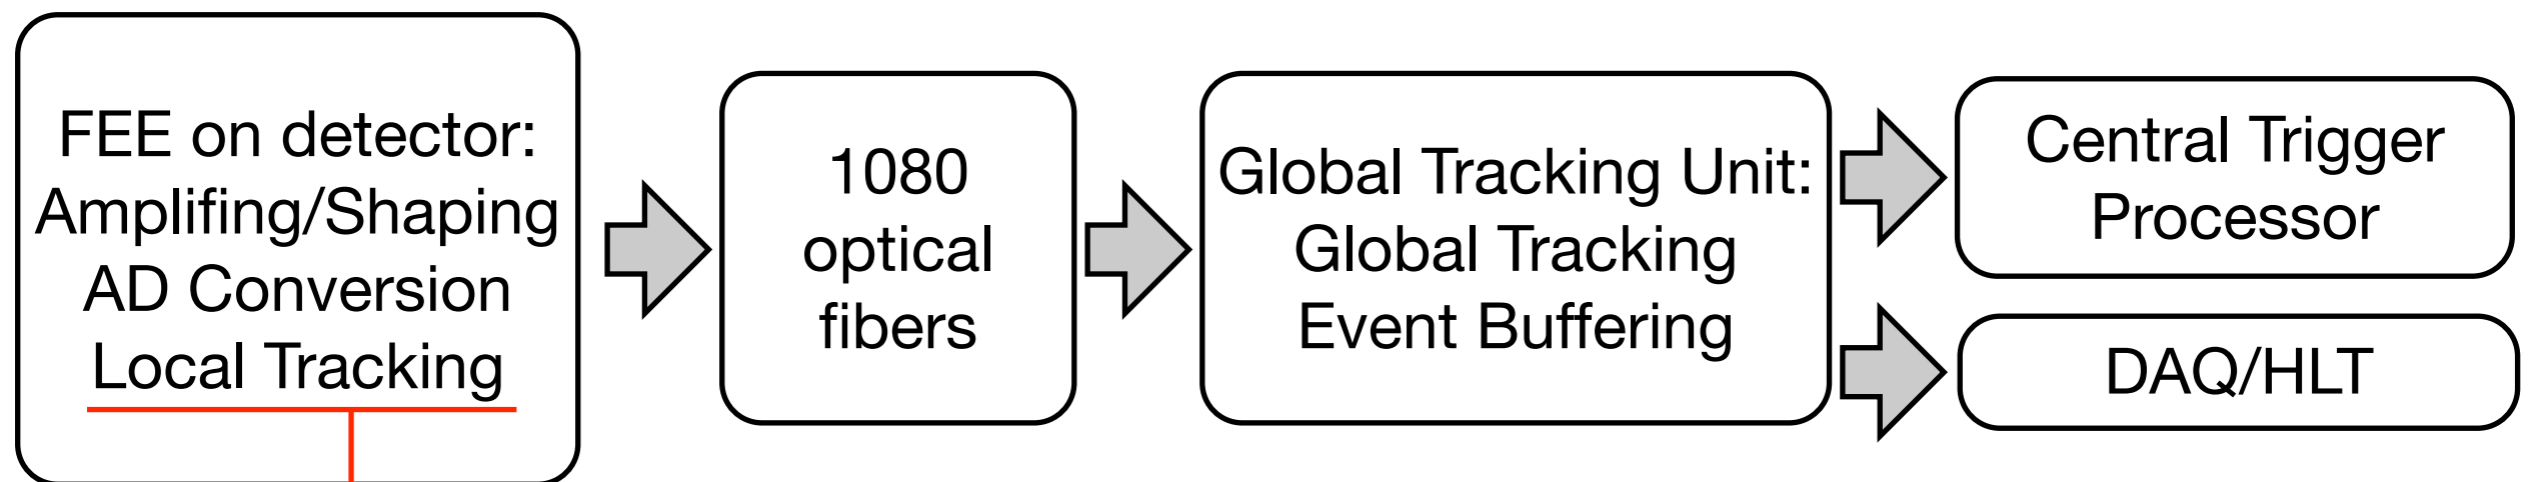 FEE on detector:
Amplifing/Shaping
AD Conversion
Local Tracking
1080
optical
fibers
Global Tracking Unit:
Global Tracking
Event Buffering
Central Trigger
Processor
DAQ/HLT